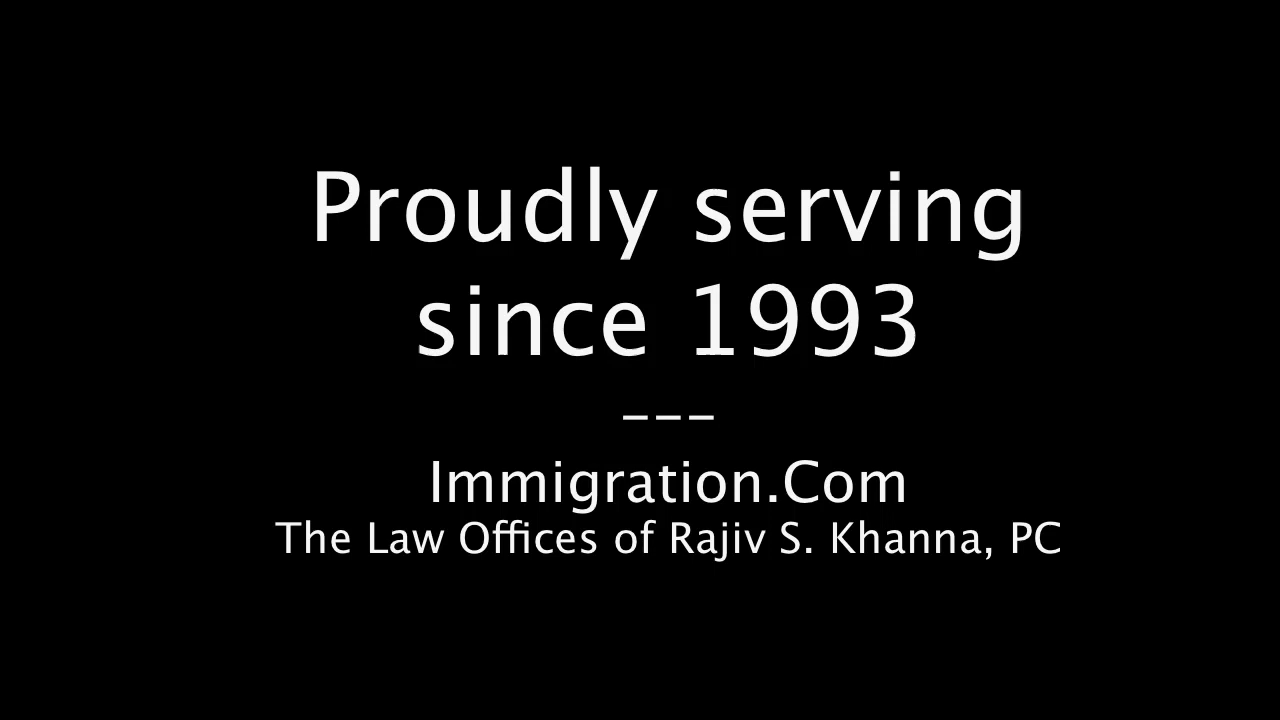 Proudly serving
since 1993
---
Immigration.Com
The Law Offices of Rajiv S. Khanna, PC